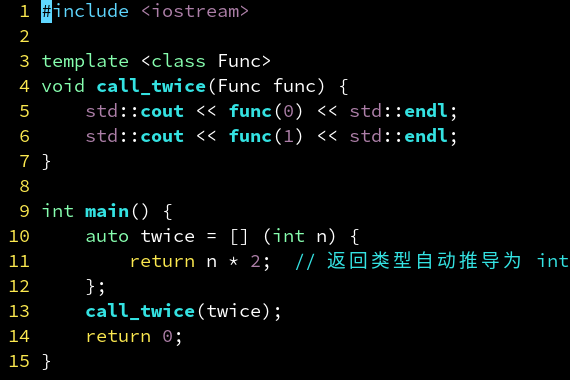 1 #include <iostream>
2
3 template <class Func>
4 void call_twice(Func func) {
5     std::cout << func(0) << std::endl;
6     std::cout << func(1) << std::endl;
7 }
8
9 int main() {
10     auto twice = [] (int n) {
11         return n * 2;  // 返回类型自动推导为 int
12     };
13     call_twice(twice);
14     return 0;
15 }